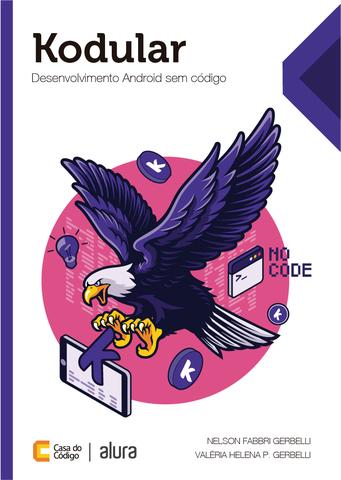 Kodular
Desenvolvimento Android sem código
NO
CODE
>_
NELSON FABBRI GERBELLI
VALÉRIA HELENA P. GERBELLI
Casa do
Código
alura